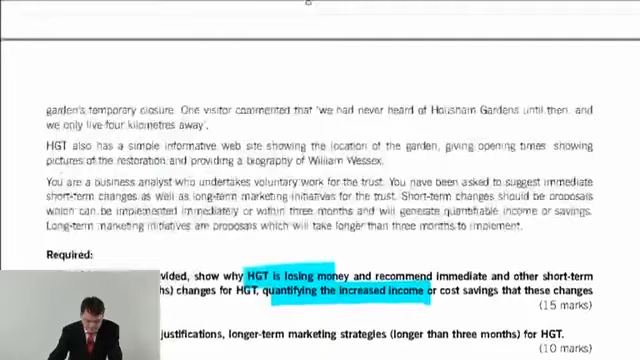 garden's temporary closure. One visitor commented that 'we had never heard of Housham Gardens until then, and
we only live four kilometres away'.
HGT also has a simple informative web site showing the location of the garden, giving opening times, showing
pictures of the restoration and providing a biography of William Wessex.
You are a business analyst who undertakes voluntary work for the trust. You have been asked to suggest immediate
short-term changes as well as long-term marketing initiatives for the trust. Short-term changes should be proposals
which can be implemented immediately or within three months and will generate quantifiable income or savings.
Long-term marketing initiatives are proposals which will take longer than three months to implement.
Required:
vided, show why HGT is losing money and recommend immediate and other short-term
hs) changes for HGT, quantifying the increased income or cost savings that these changes
(15 marks)
justifications, longer-term marketing strategies (longer than three months) for HGT.
(10 marks)